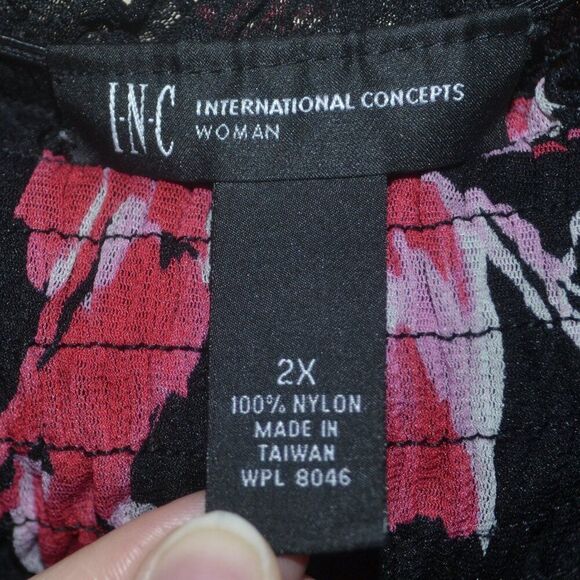 I·N·C INTERNATIONAL CONCEPTS
WOMAN
2X
100% NYLON
MADE IN
TAIWAN
WPL 8046